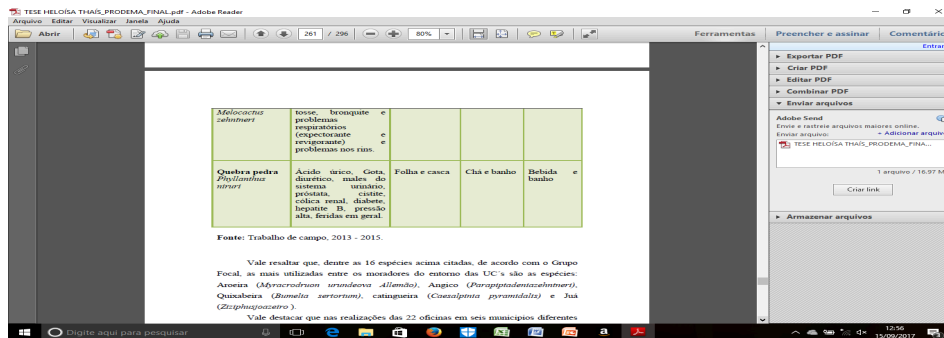 TESE HELOÍSA THAÍS_PRODEMA_FINAL.pdf - Adobe Reader
Arquivo Editar Visualizar Janela Ajuda
Abrir 261 / 296 80% Ferramentas Preencher e assinar Comentário
Entrar
Exportar PDF
Criar PDF
Editar PDF
Combinar PDF
Enviar arquivos
Adobe Send
Envie e rastreie arquivos maiores online.
Enviar arquivo: + Adicionar arquivo
TESE HELOÍSA THAÍS_PRODEMA_FINA...
1 arquivo / 16.97 M
Criar link
Armazenar arquivos
Melocactus zehntneri
tosse, bronquite e
problemas
respiratórios
(expectorante e
revigorante) e
problemas nos rins.
Quebra pedra
Phyllanthus
niruri
Ácido úrico, Gota,
diurético, males do
sistema urinário,
próstata, cistite,
cólica renal, diabete,
hepatite B, pressão
alta, feridas em geral.
Folha e casca
Chá e banho
Bebida e
banho
Fonte: Trabalho de campo, 2013 - 2015.
Vale resaltar que, dentre as 16 espécies acima citadas, de acordo com o Grupo
Focal, as mais utilizadas entre os moradores do entorno das UC´s são as espécies:
Aroeira (Myracrodruon urundeova Allemão), Angico (Parapiptadeniazehntneri),
Quixabeira (Bumelia sertorium), catingueira (Caesalpinta pyramidalis) e Juá
(Ziziphusjoazeiro ).
Vale destacar que nas realizações das 22 oficinas em seis municípios diferentes
Digite aqui para pesquisar
12:56
15/09/2017